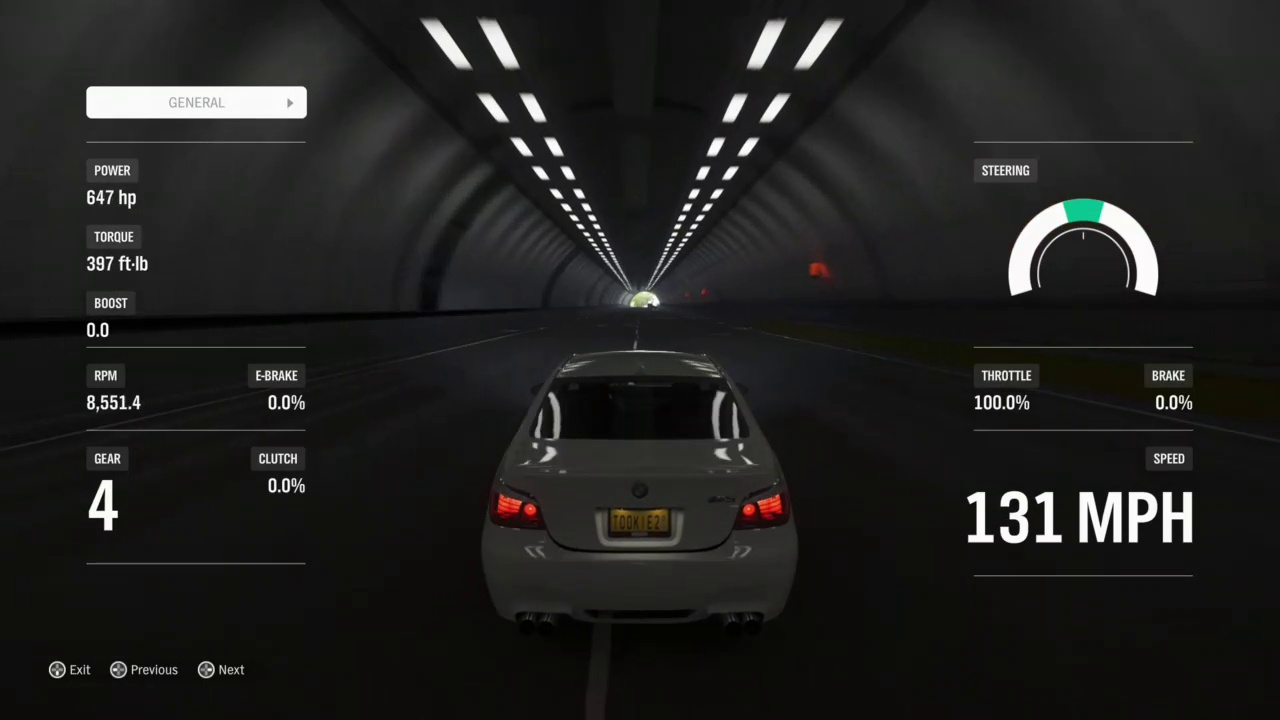 GENERAL
POWER
647 hp
TORQUE
397 ft·lb
BOOST
0.0
RPM
E-BRAKE
8,551.4
0.0%
GEAR
CLUTCH
4
0.0%
STEERING
THROTTLE
BRAKE
100.0%
0.0%
SPEED
131 MPH
TOOKIE2
Exit
Previous
Next